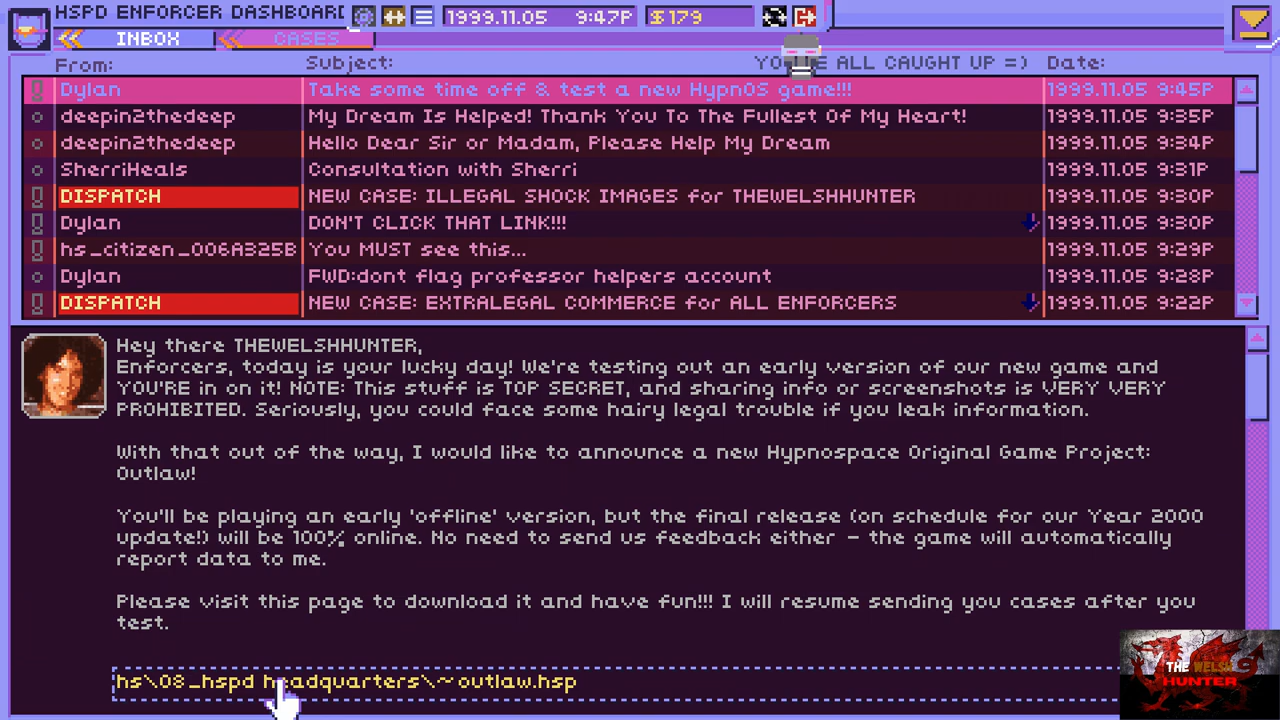 HSPD ENFORCER DASHBOARD
1999.11.05 9:47P
179
INBOX
CASES
From: Subject: ALL CAUGHT UP =) Date:
Dylan Take some time off & test a new HypnOS game!!! 1999.11.05 9:45P
deepin2thedeep My Dream Is Helped! Thank You To The Fullest Of My Heart! 1999.11.05 9:35P
deepin2thedeep Hello Dear Sir or Madam, Please Help My Dream 1999.11.05 9:34P
SherriHeals Consultation with Sherri 1999.11.05 9:31P
DISPATCH NEW CASE: ILLEGAL SHOCK IMAGES for THEWELSHHUNTER 1999.11.05 9:30P
Dylan DON'T CLICK THAT LINK!!! 1999.11.05 9:30P
hs_citizen_006A325B You MUST see this... 1999.11.05 9:29P
Dylan FWD:dont flag professor helpers account 1999.11.05 9:28P
DISPATCH NEW CASE: EXTRALEGAL COMMERCE for ALL ENFORCERS 1999.11.05 9:22P
Hey there THEWELSHHUNTER,
Enforcers, today is your lucky day! We're testing out an early version of our new game and
YOU'RE in on it! NOTE: This stuff is TOP SECRET, and sharing info or screenshots is VERY VERY
PROHIBITED. Seriously, you could face some hairy legal trouble if you leak information.
With that out of the way, I would like to announce a new Hypnospace Original Game Project:
Outlaw!
You'll be playing an early 'offline' version, but the final release (on schedule for our Year 2000
update!) will be 100% online. No need to send us feedback either - the game will automatically
report data to me.
Please visit this page to download it and have fun!!! I will resume sending you cases after you
test.
hs\08_hspd headquarters\~outlaw.hsp
THE WELSH
HUNTER